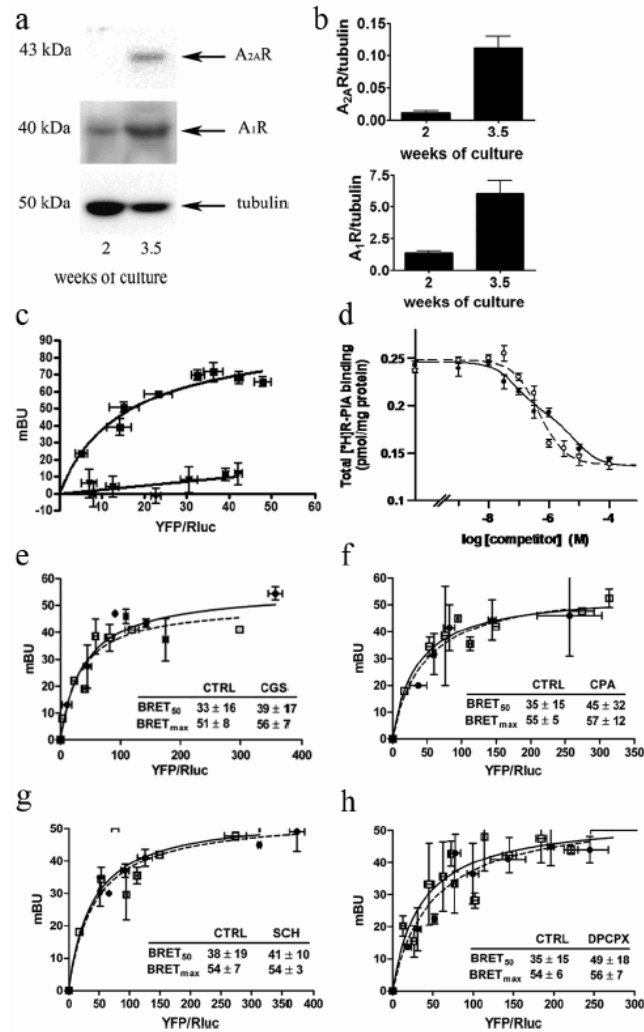 a
43 kDa
A2AR
40 kDa
A1R
50 kDa
tubulin
2 3.5
weeks of culture
b
A2AR/tubulin
0.15
0.10
0.05
0.00
2 3.5
weeks of culture
A1R/tubulin
7.5
5.0
2.5
0.0
2 3.5
weeks of culture
c
mBU
90
80
70
60
50
40
30
20
10
0
-10
10 20 30 40 50 60
YFP/Rluc
d
Total [³H]R-PIA binding
(pmol/mg protein)
0.25
0.2
0.15
0.1
-8 -6 -4
log [competitor] (M)
e
mBU
60
50
40
30
20
10
0
0 100 200 300 400
YFP/Rluc
CTRL CGS
BRET50 33 ± 16 39 ± 17
BRETmax 51 ± 8 56 ± 7
f
mBU
60
50
40
30
20
10
0
0 50 100 150 200 250 300 350
YFP/Rluc
CTRL CPA
BRET50 35 ± 15 45 ± 32
BRETmax 55 ± 5 57 ± 12
g
mBU
50
40
30
20
10
0
0 50 100 150 200 250 300 350 400
YFP/Rluc
CTRL SCH
BRET50 38 ± 19 41 ± 10
BRETmax 54 ± 7 54 ± 3
h
mBU
50
40
30
20
10
0
0 50 100 150 200 250 300
YFP/Rluc
CTRL DPCPX
BRET50 35 ± 15 49 ± 18
BRETmax 54 ± 6 56 ± 7